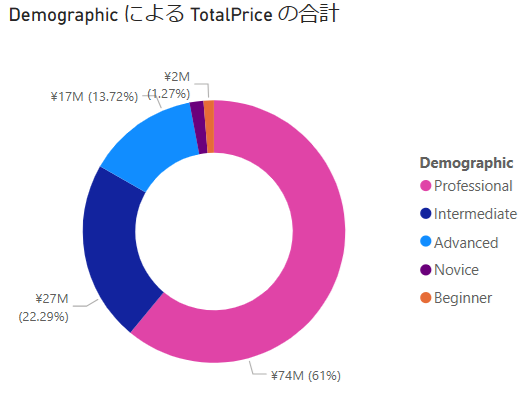 Demographic による TotalPrice の合計
¥2M
(1.27%)
¥17M (13.72%)
¥27M
(22.29%)
¥74M (61%)
Demographic
Professional
Intermediate
Advanced
Novice
Beginner